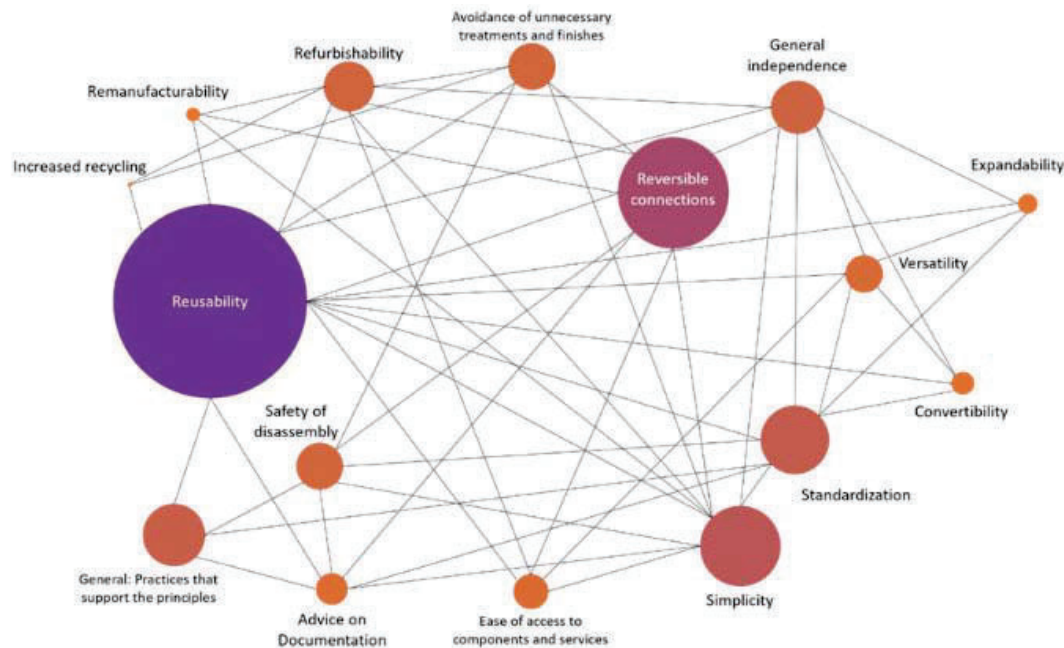 Avoidance of unnecessary
treatments and finishes
Refurbishability
General
independence
Remanufacturability
Increased recycling
Reversible
connections
Expandability
Versatility
Reusability
Convertibility
Safety of
disassembly
Standardization
General: Practices that
support the principles
Advice on
Documentation
Ease of access to
components and services
Simplicity